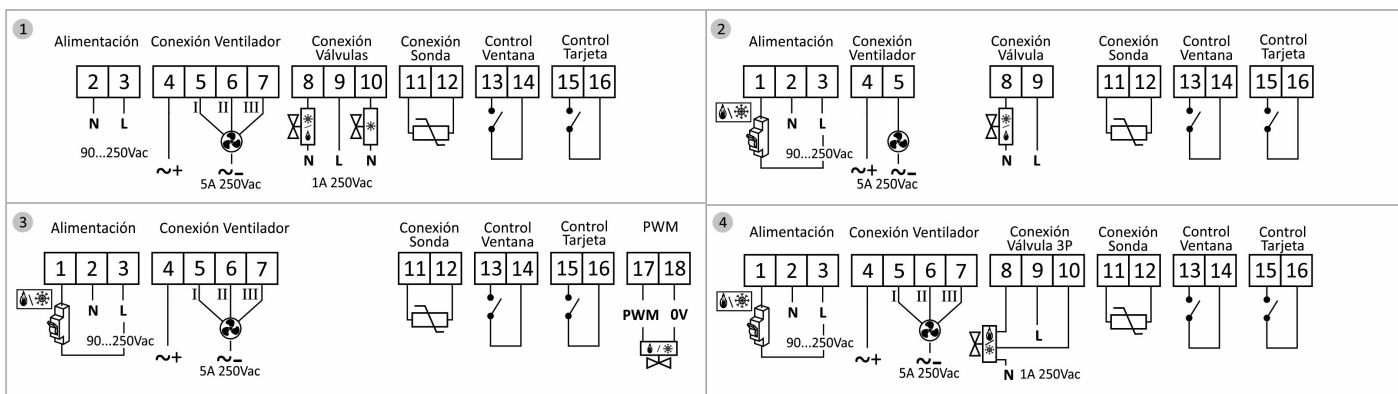 1
Alimentación Conexión Ventilador Conexión Válvulas Conexión Sonda Control Ventana Control Tarjeta
2 3 4 5 6 7 8 9 10 11 12 13 14 15 16
I II III
N L
90...250Vac
N L N
~+ ~-
5A 250Vac 1A 250Vac
2
Alimentación Conexión Ventilador Conexión Válvula Conexión Sonda Control Ventana Control Tarjeta
1 2 3 4 5 8 9 11 12 13 14 15 16
N L
90...250Vac
N L
~+ ~-
5A 250Vac
3
Alimentación Conexión Ventilador Conexión Sonda Control Ventana Control Tarjeta PWM
1 2 3 4 5 6 7 11 12 13 14 15 16 17 18
I II III
N L PWM 0V
90...250Vac
~+ ~-
5A 250Vac
4
Alimentación Conexión Ventilador Conexión Válvula 3P Conexión Sonda Control Ventana Control Tarjeta
1 2 3 4 5 6 7 8 9 10 11 12 13 14 15 16
I II III
N L L
90...250Vac
~+ ~-
5A 250Vac N 1A 250Vac